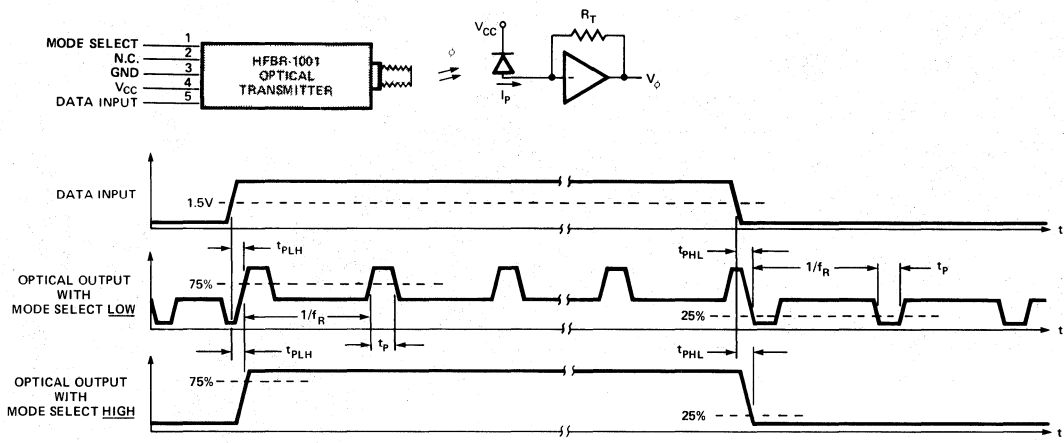 MODE SELECT 1
N.C. 2
GND 3
VCC 4
DATA INPUT 5
HFBR-1001
OPTICAL
TRANSMITTER
ϕ
VCC
IP
RT
−
Vϕ
DATA INPUT
1.5V
t
tPLH
tPHL
OPTICAL OUTPUT
WITH
MODE SELECT LOW
75%
1/fR
tP
1/fR
tP
25%
t
tPLH
tPHL
OPTICAL OUTPUT
WITH
MODE SELECT HIGH
75%
25%
t